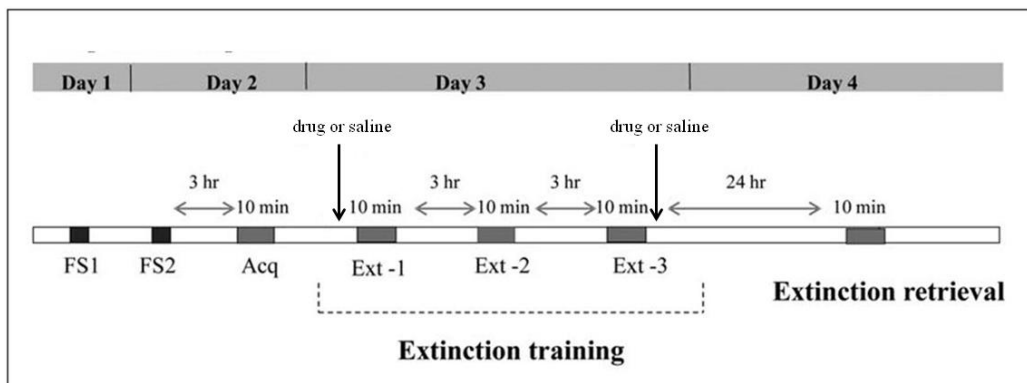 Day 1 Day 2 Day 3 Day 4
drug or saline drug or saline
3 hr 3 hr 3 hr 24 hr
10 min 10 min 10 min 10 min 10 min
FS1 FS2 Acq Ext -1 Ext -2 Ext -3
Extinction retrieval
Extinction training